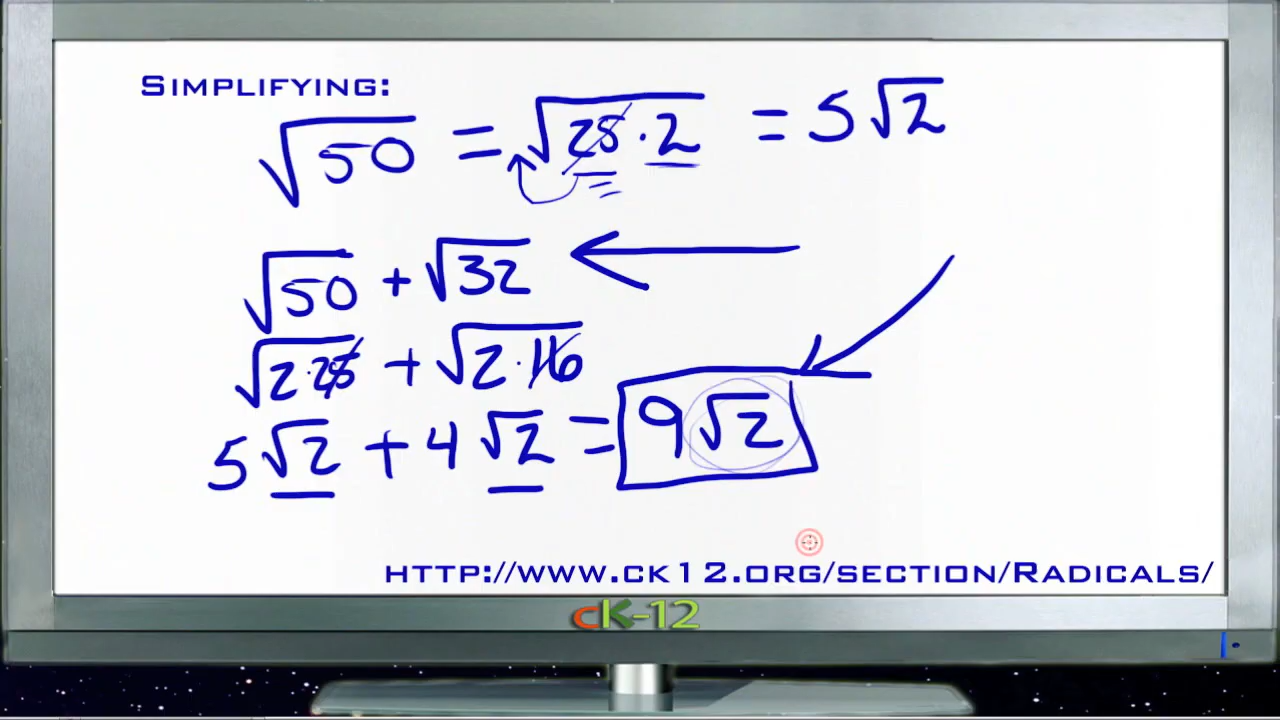 SIMPLIFYING:
√50 = √25·2 = 5√2
√50 + √32
√2·25 + √2·16
5√2 + 4√2 = 9√2
HTTP://WWW.CK12.ORG/SECTION/RADICALS/
cK-12